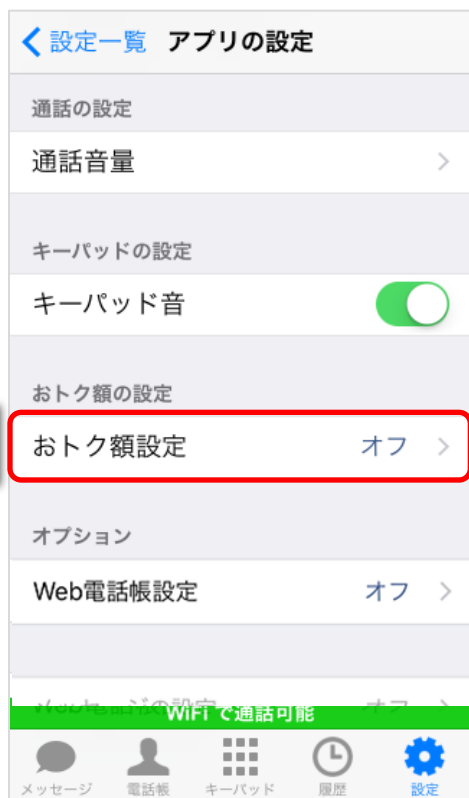 設定一覧 アプリの設定
通話の設定
通話音量
キーパッドの設定
キーパッド音
おトク額の設定
おトク額設定 オフ
オプション
Web電話帳設定 オフ
WiFi で通話可能
メッセージ 電話帳 キーパッド 履歴 設定